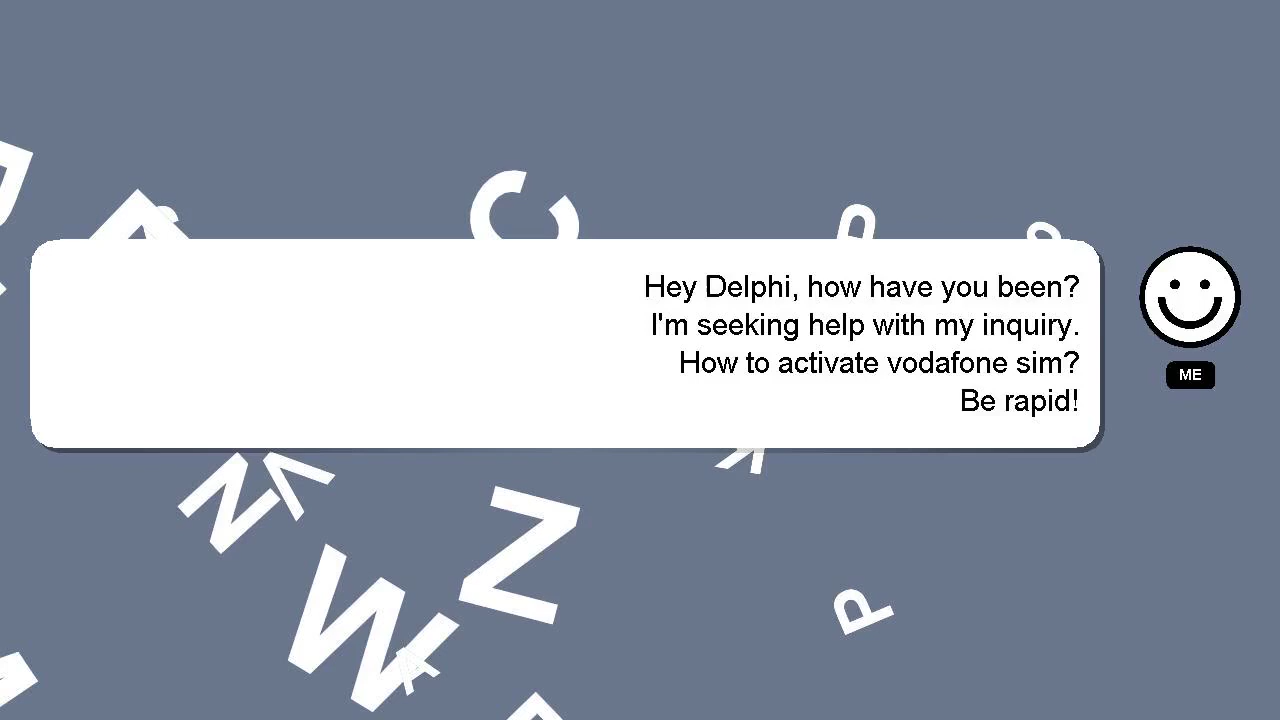 Hey Delphi, how have you been?
I'm seeking help with my inquiry.
How to activate vodafone sim?
Be rapid!
ME
C
N
Z
W
A
P